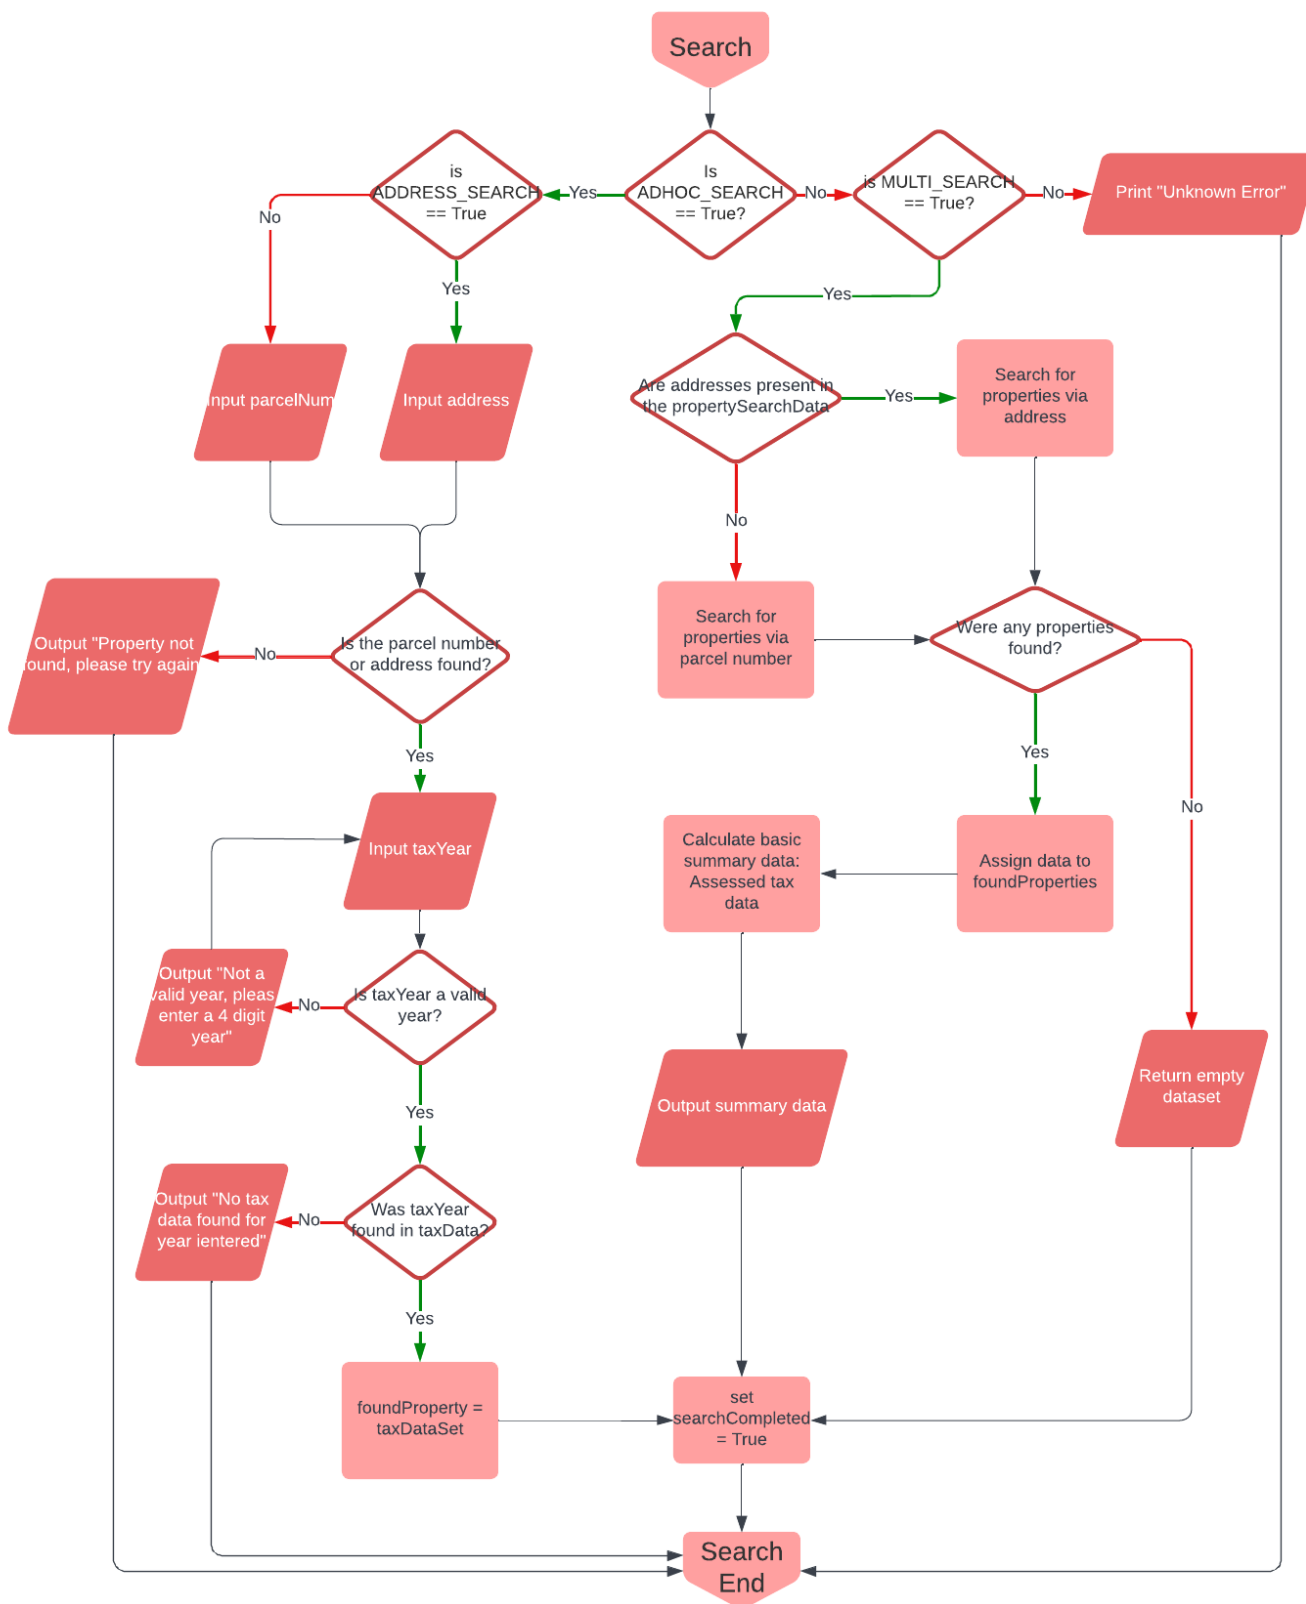 Search
is
ADDRESS_SEARCH
== True
Yes
Is
ADHOC_SEARCH
== True?
No
is MULTI_SEARCH
== True?
No
Print "Unknown Error"
No
Yes
Yes
Input parcelNum
Input address
Are addresses present in
the propertySearchData
Yes
Search for
properties via
address
No
Output "Property not
found, please try again
No
Is the parcel number
or address found?
Search for
properties via
parcel number
Were any properties
found?
Yes
Yes
No
Input taxYear
Calculate basic
summary data:
Assessed tax
data
Assign data to
foundProperties
Output "Not a
valid year, pleas
enter a 4 digit
year"
No
Is taxYear a valid
year?
Yes
Output summary data
Return empty
dataset
Output "No tax
data found for
year ientered"
No
Was taxYear
found in taxData?
Yes
foundProperty =
taxDataSet
set
searchCompleted
= True
Search
End